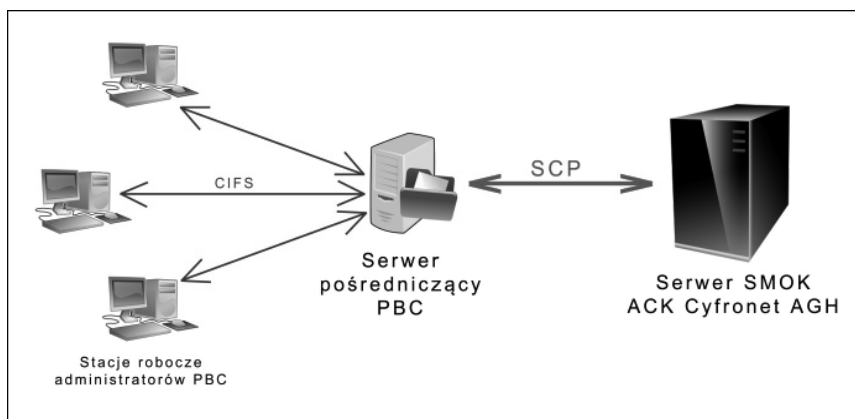 CIFS
SCP
Serwer
pośredniczący
PBC
Serwer SMOK
ACK Cyfronet AGH
Stacje robocze
administratorów PBC